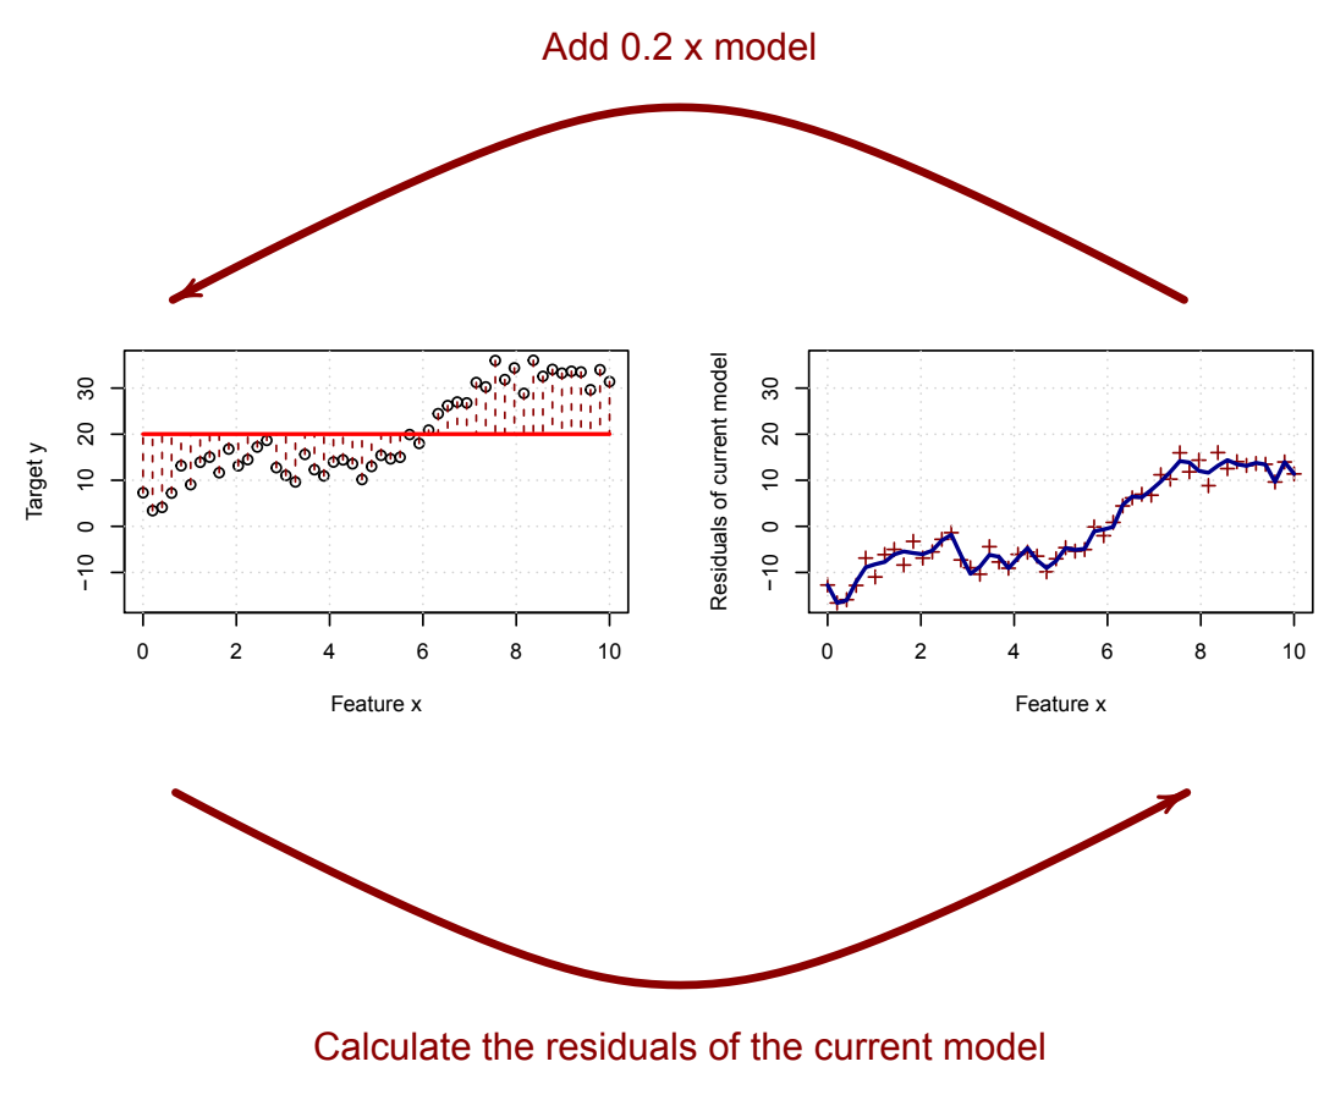 Add 0.2 x model
Target y
30
20
10
0
−10
0 2 4 6 8 10
Feature x
Residuals of current model
30
20
10
0
−10
0 2 4 6 8 10
Feature x
Calculate the residuals of the current model